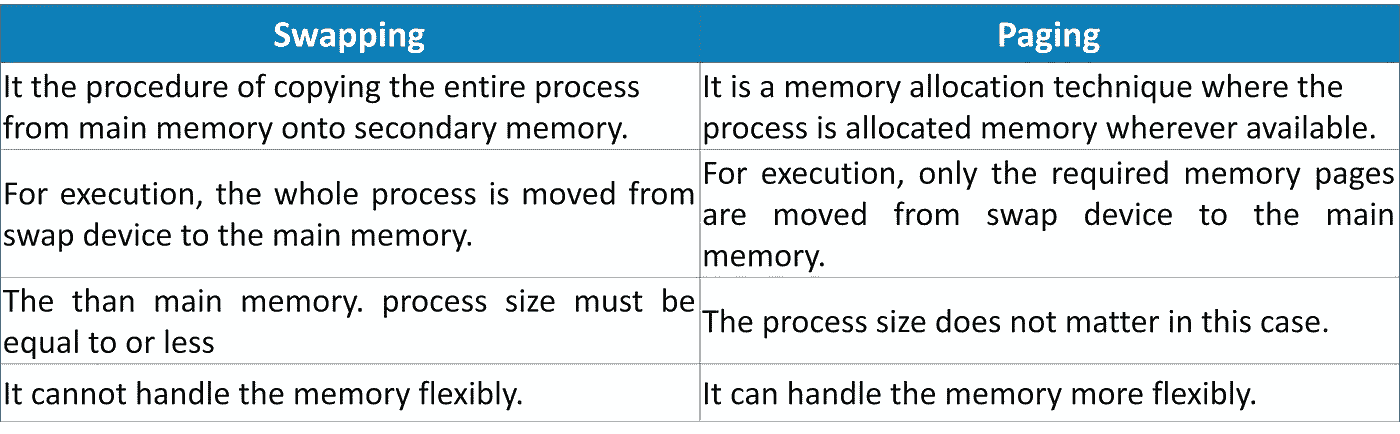 Swapping
Paging
It the procedure of copying the entire process
from main memory onto secondary memory.
It is a memory allocation technique where the
process is allocated memory wherever available.
For execution, the whole process is moved from
swap device to the main memory.
For execution, only the required memory pages
are moved from swap device to the main
memory.
The than main memory. process size must be
equal to or less
The process size does not matter in this case.
It cannot handle the memory flexibly.
It can handle the memory more flexibly.